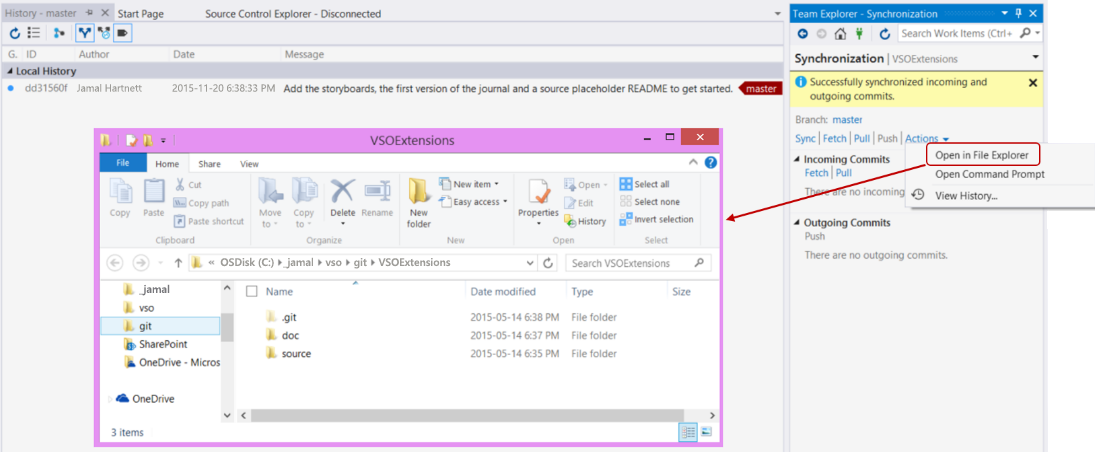 History - master
Start Page
Source Control Explorer - Disconnected
G. ID Author Date Message
Local History
dd31560f Jamal Hartnett 2015-11-20 6:38:33 PM Add the storyboards, the first version of the journal and a source placeholder README to get started. master
VSOExtensions
File Home Share View
Copy
Paste
Cut
Copy path
Paste shortcut
Clipboard
Move to
Copy to
Delete
Rename
Organize
New folder
New item
Easy access
New
Properties
Open
Edit
History
Open
Select all
Select none
Invert selection
Select
« OSDisk (C:) _jamal vso git VSOExtensions
Search VSOExtensions
_jamal
vso
git
SharePoint
OneDrive - Micros
OneDrive
Name Date modified Type Size
.git 2015-05-14 6:38 PM File folder
doc 2015-05-14 6:37 PM File folder
source 2015-05-14 6:35 PM File folder
3 items
Team Explorer - Synchronization
Search Work Items (Ctrl+
Synchronization | VSOExtensions
Successfully synchronized incoming and
outgoing commits.
Branch: master
Sync | Fetch | Pull | Push | Actions
Open in File Explorer
Open Command Prompt
View History...
Incoming Commits
Fetch | Pull
There are no incoming
Outgoing Commits
Push
There are no outgoing commits.